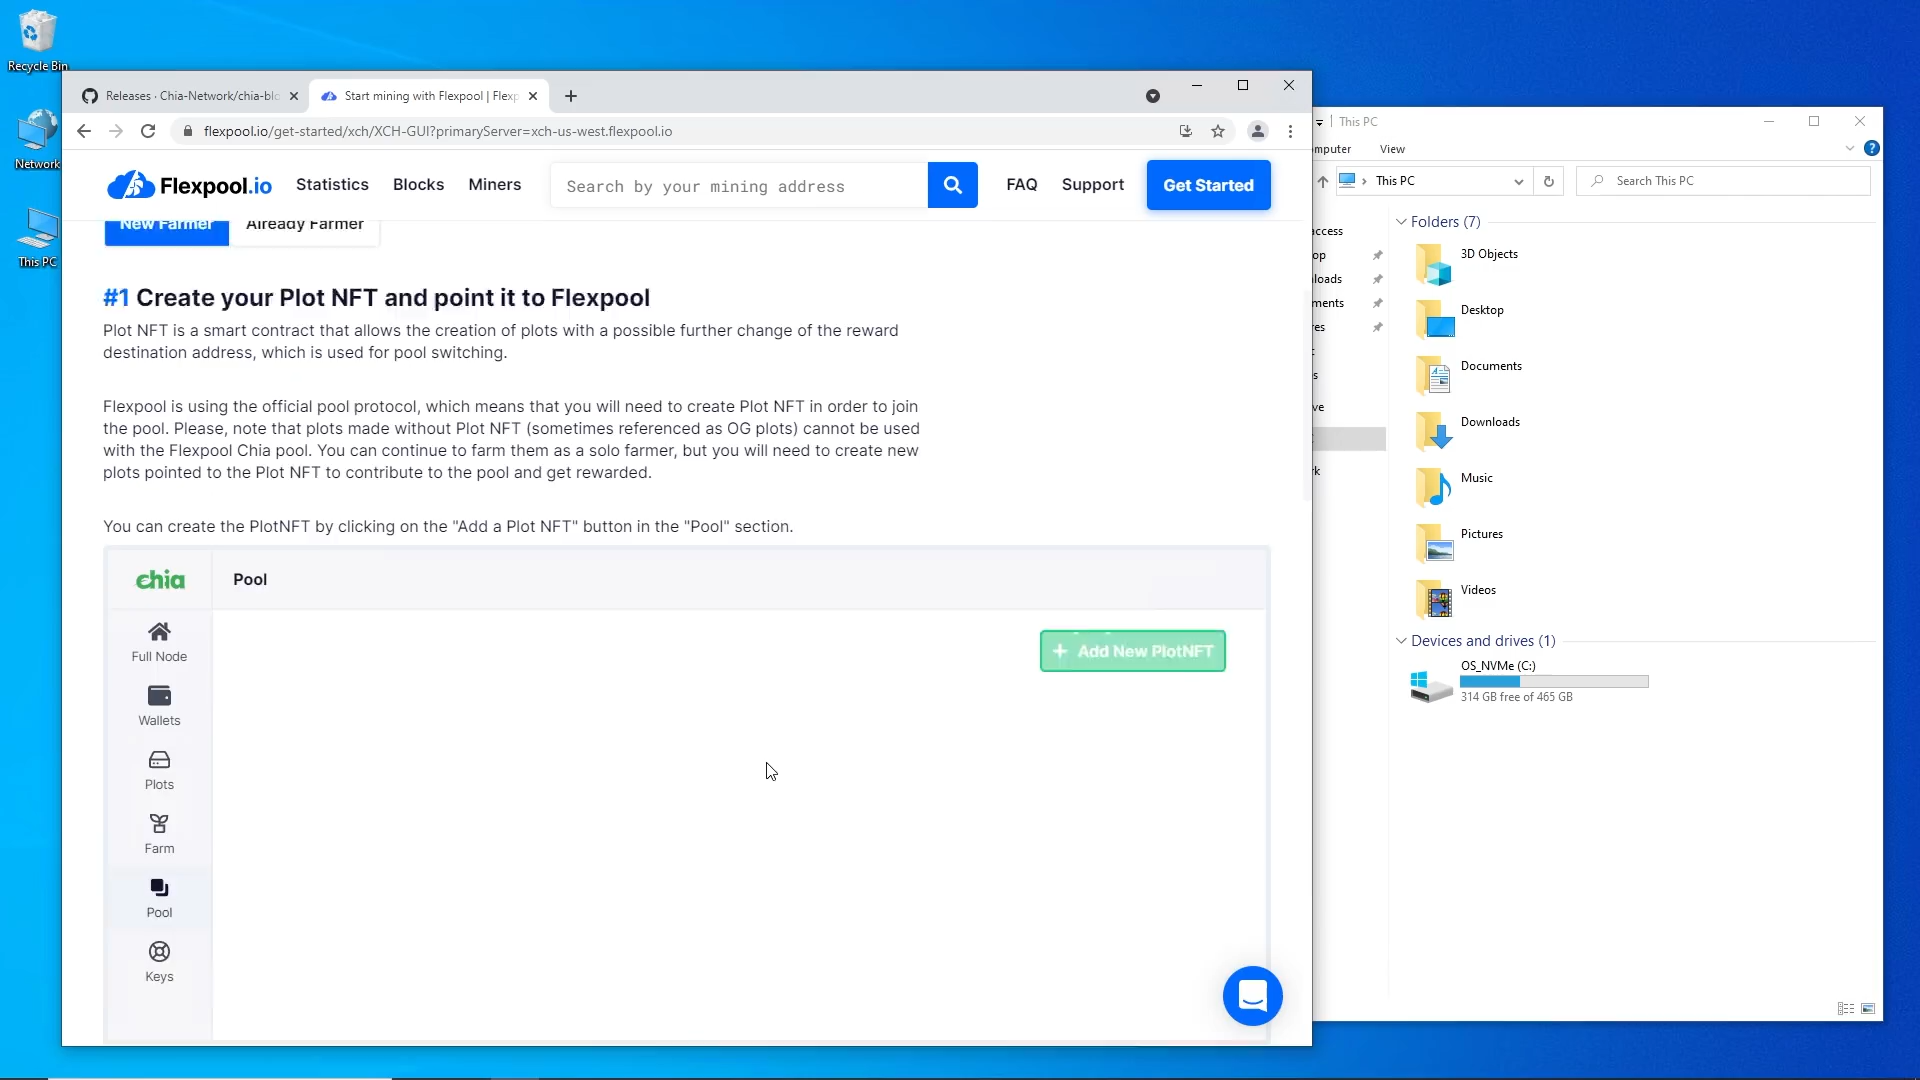 Recycle Bin
Network
This PC
Releases · Chia-Network/chia-blo
Start mining with Flexpool | Flexp
flexpool.io/get-started/xch/XCH-GUI?primaryServer=xch-us-west.flexpool.io
Flexpool.io
Statistics
Blocks
Miners
Search by your mining address
FAQ
Support
Get Started
New Farmer
Already Farmer
#1 Create your Plot NFT and point it to Flexpool
Plot NFT is a smart contract that allows the creation of plots with a possible further change of the reward
destination address, which is used for pool switching.
Flexpool is using the official pool protocol, which means that you will need to create Plot NFT in order to join
the pool. Please, note that plots made without Plot NFT (sometimes referenced as OG plots) cannot be used
with the Flexpool Chia pool. You can continue to farm them as a solo farmer, but you will need to create new
plots pointed to the Plot NFT to contribute to the pool and get rewarded.
You can create the PlotNFT by clicking on the "Add a Plot NFT" button in the "Pool" section.
chia
Pool
+ Add New PlotNFT
Full Node
Wallets
Plots
Farm
Pool
Keys
This PC
mputer
View
This PC
Search This PC
access
op
loads
ments
res
s
ve
rk
Folders (7)
3D Objects
Desktop
Documents
Downloads
Music
Pictures
Videos
Devices and drives (1)
OS_NVMe (C:)
314 GB free of 465 GB